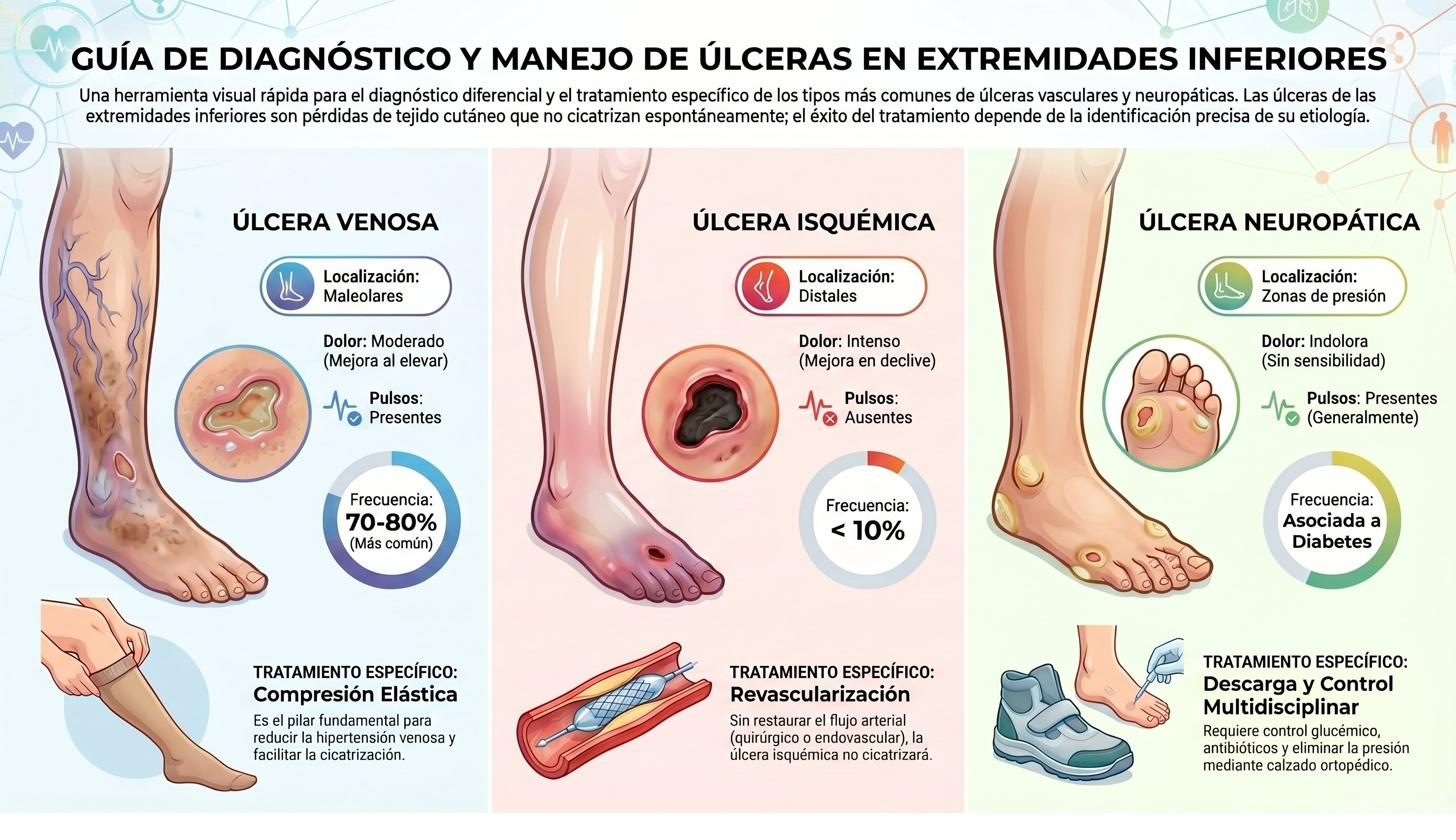 GUÍA DE DIAGNÓSTICO Y MANEJO DE ÚLCERAS EN EXTREMIDADES INFERIORES
Una herramienta visual rápida para el diagnóstico diferencial y el tratamiento específico de los tipos más comunes de úlceras vasculares y neuropáticas. Las úlceras de las
extremidades inferiores son pérdidas de tejido cutáneo que no cicatrizan espontáneamente; el éxito del tratamiento depende de la identificación precisa de su etiología.
ÚLCERA VENOSA
Localización:
Maleolares
Dolor: Moderado
(Mejora al elevar)
Pulsos:
Presentes
Frecuencia:
70-80%
(Más común)
TRATAMIENTO ESPECÍFICO:
Compresión Elástica
Es el pilar fundamental para
reducir la hipertensión venosa y
facilitar la cicatrización.
ÚLCERA ISQUÉMICA
Localización:
Distales
Dolor: Intenso
(Mejora en declive)
Pulsos:
Ausentes
Frecuencia:
< 10%
TRATAMIENTO ESPECÍFICO:
Revascularización
Sin restaurar el flujo arterial
(quirúrgico o endovascular), la
úlcera isquémica no cicatrizará.
ÚLCERA NEUROPÁTICA
Localización:
Zonas de presión
Dolor: Indolora
(Sin sensibilidad)
Pulsos: Presentes
(Generalmente)
Frecuencia:
Asociada a
Diabetes
TRATAMIENTO ESPECÍFICO:
Descarga y Control
Multidisciplinar
Requiere control glucémico,
antibióticos y eliminar la presión
mediante calzado ortopédico.